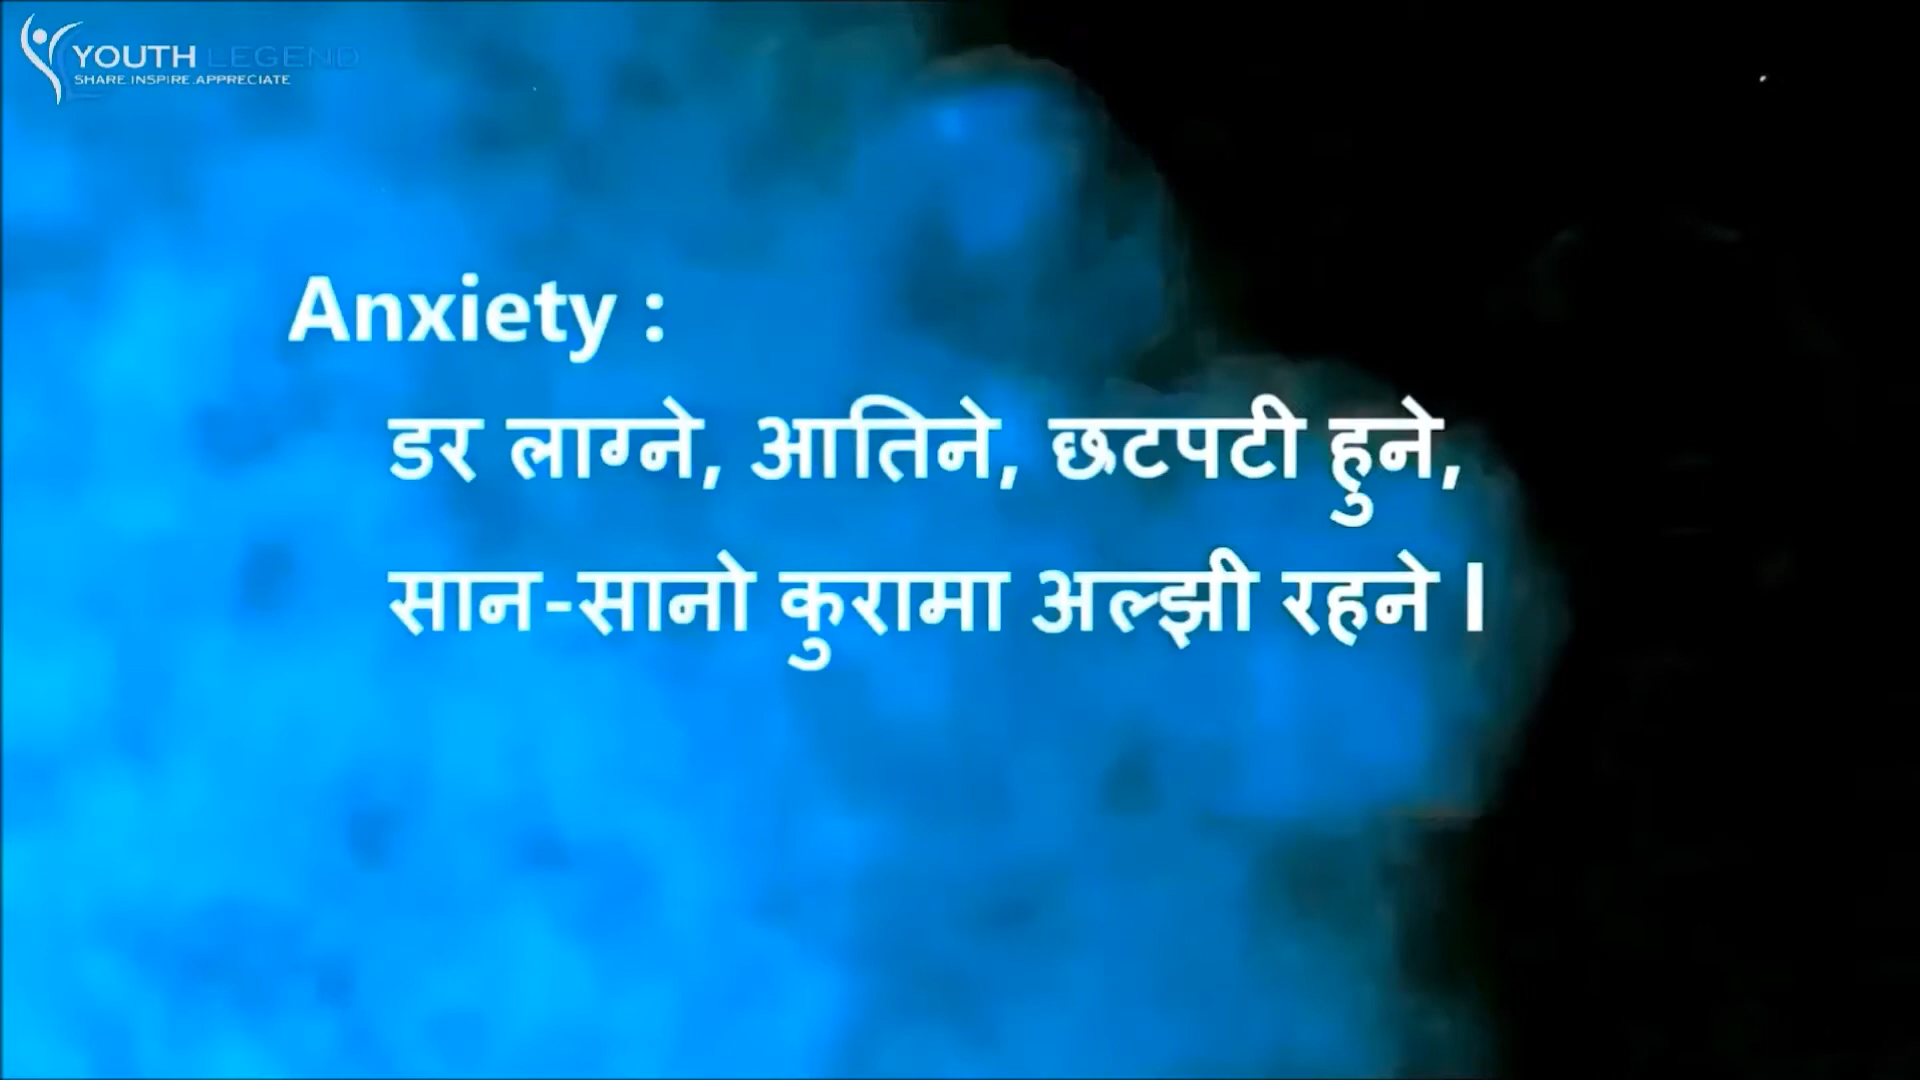 YOUTH LEGEND
SHARE.INSPIRE.APPRECIATE
Anxiety :
डर लाग्ने, आतिने, छटपटी हुने,
सान-सानो कुरामा अल्झी रहने ।